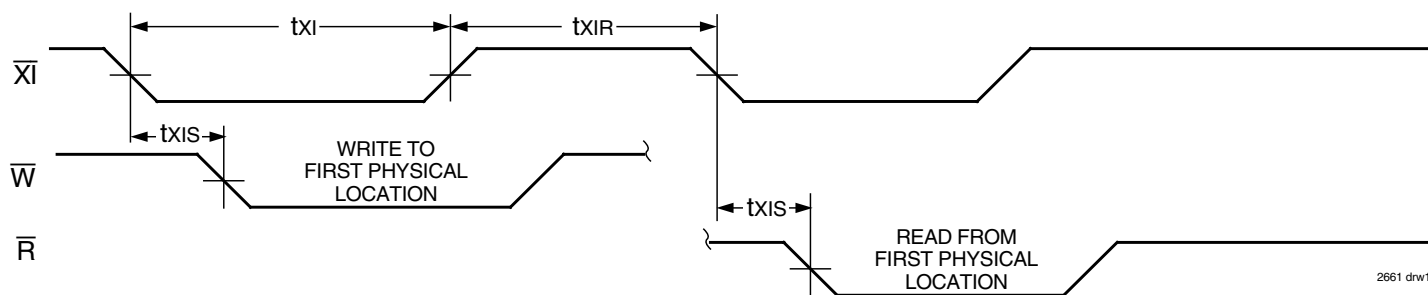 tXI
tXIR
XI
tXIS
W
WRITE TO
FIRST PHYSICAL
LOCATION
tXIS
R
READ FROM
FIRST PHYSICAL
LOCATION
2661 drw1